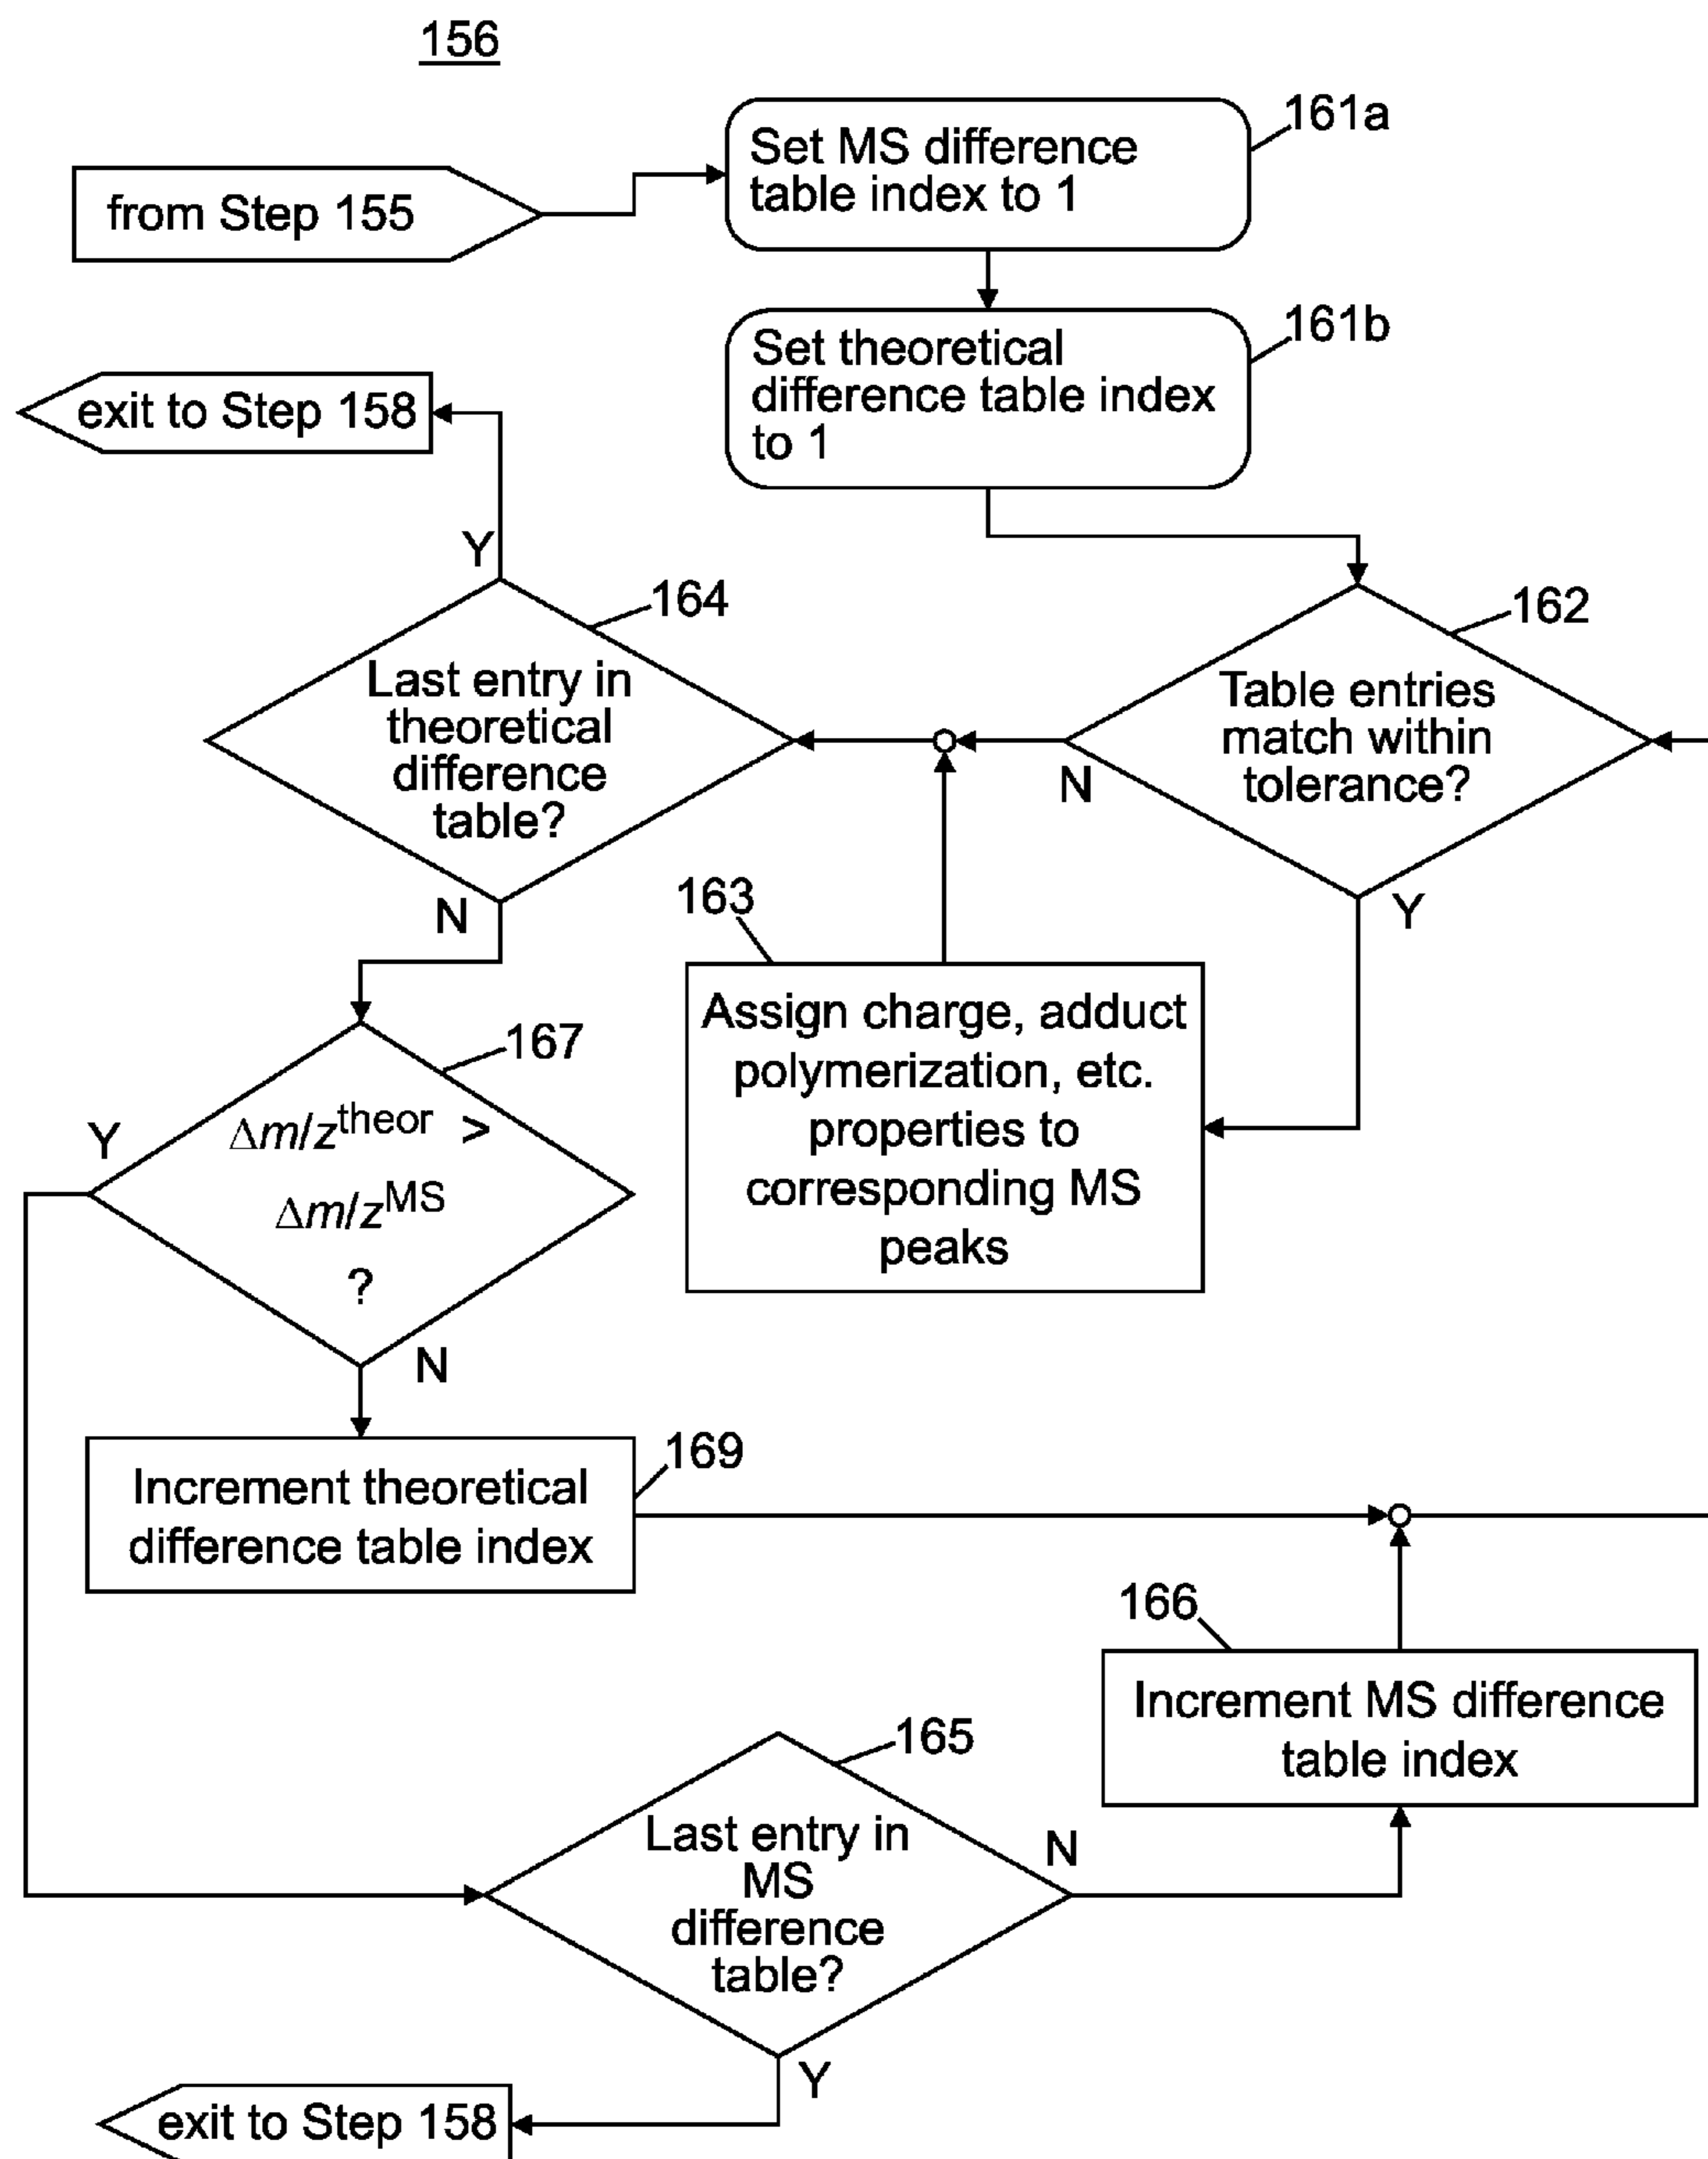 156
161a
Set MS difference
table index to 1
from Step 155
161b
Set theoretical
difference table index
to 1
exit to Step 158
Y
164
Last entry in
theoretical
difference
table?
N
162
Table entries
match within
tolerance?
N
Y
163
Assign charge, adduct
polymerization, etc.
properties to
corresponding MS
peaks
167
Y
Δm/z^theor >
Δm/z^MS
?
N
169
Increment theoretical
difference table index
166
Increment MS difference
table index
165
Last entry in
MS
difference
table?
N
Y
exit to Step 158